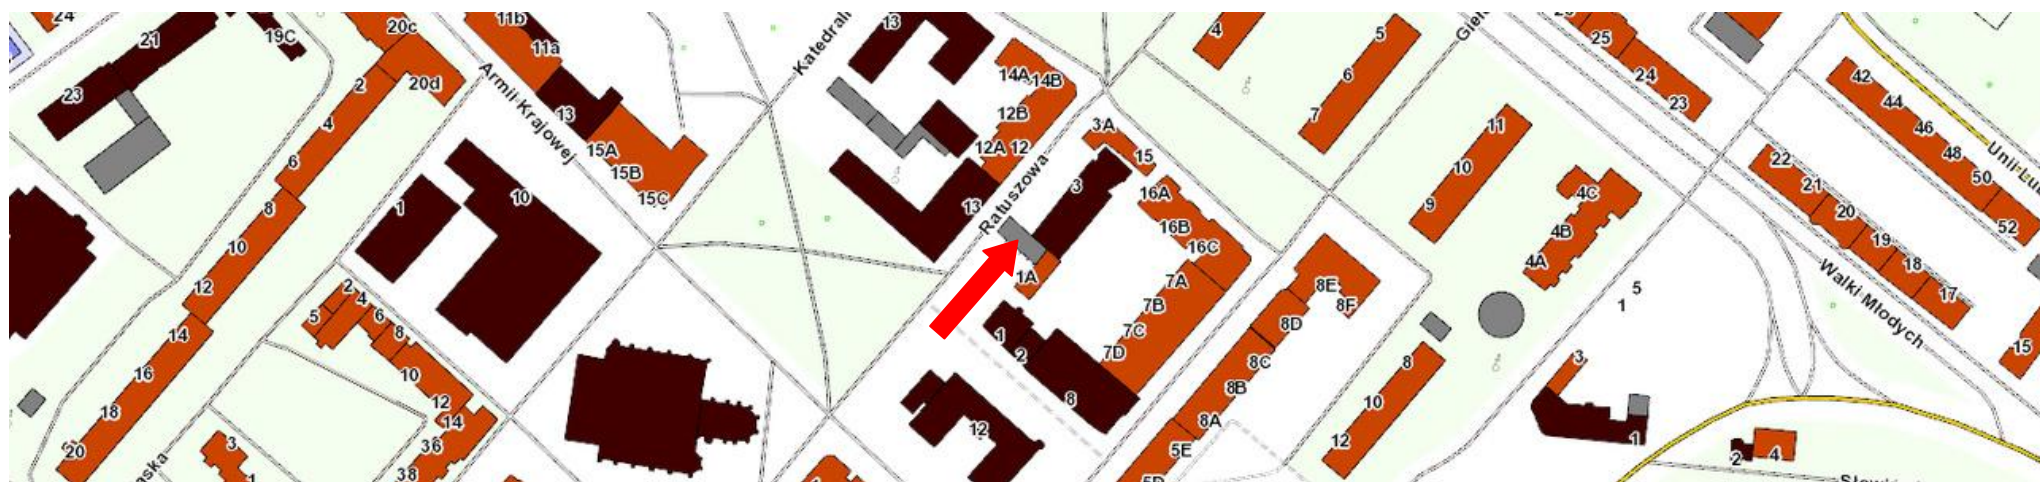 24
21
19C
23
20c
20d
2
4
6
8
10
12
14
16
18
20
11b
11a
13
15A
15B
15C
Armii Krajowej
Katedral
1
10
13
14A
14B
12B
12A
12
13
Ratuszowa
3A
15
3
1A
16A
16B
16C
7A
7B
7C
7D
1
2
8
12
4
5
6
7
11
10
9
8E
8F
8D
8C
8B
8A
5E
5D
8
10
12
4C
4B
4A
5
1
25
24
23
42
44
46
48
50
52
22
21
20
19
18
17
15
Walki Młodych
3
1
2
4
2
4
5
6
8
10
12
14
36
38
3
1
aska